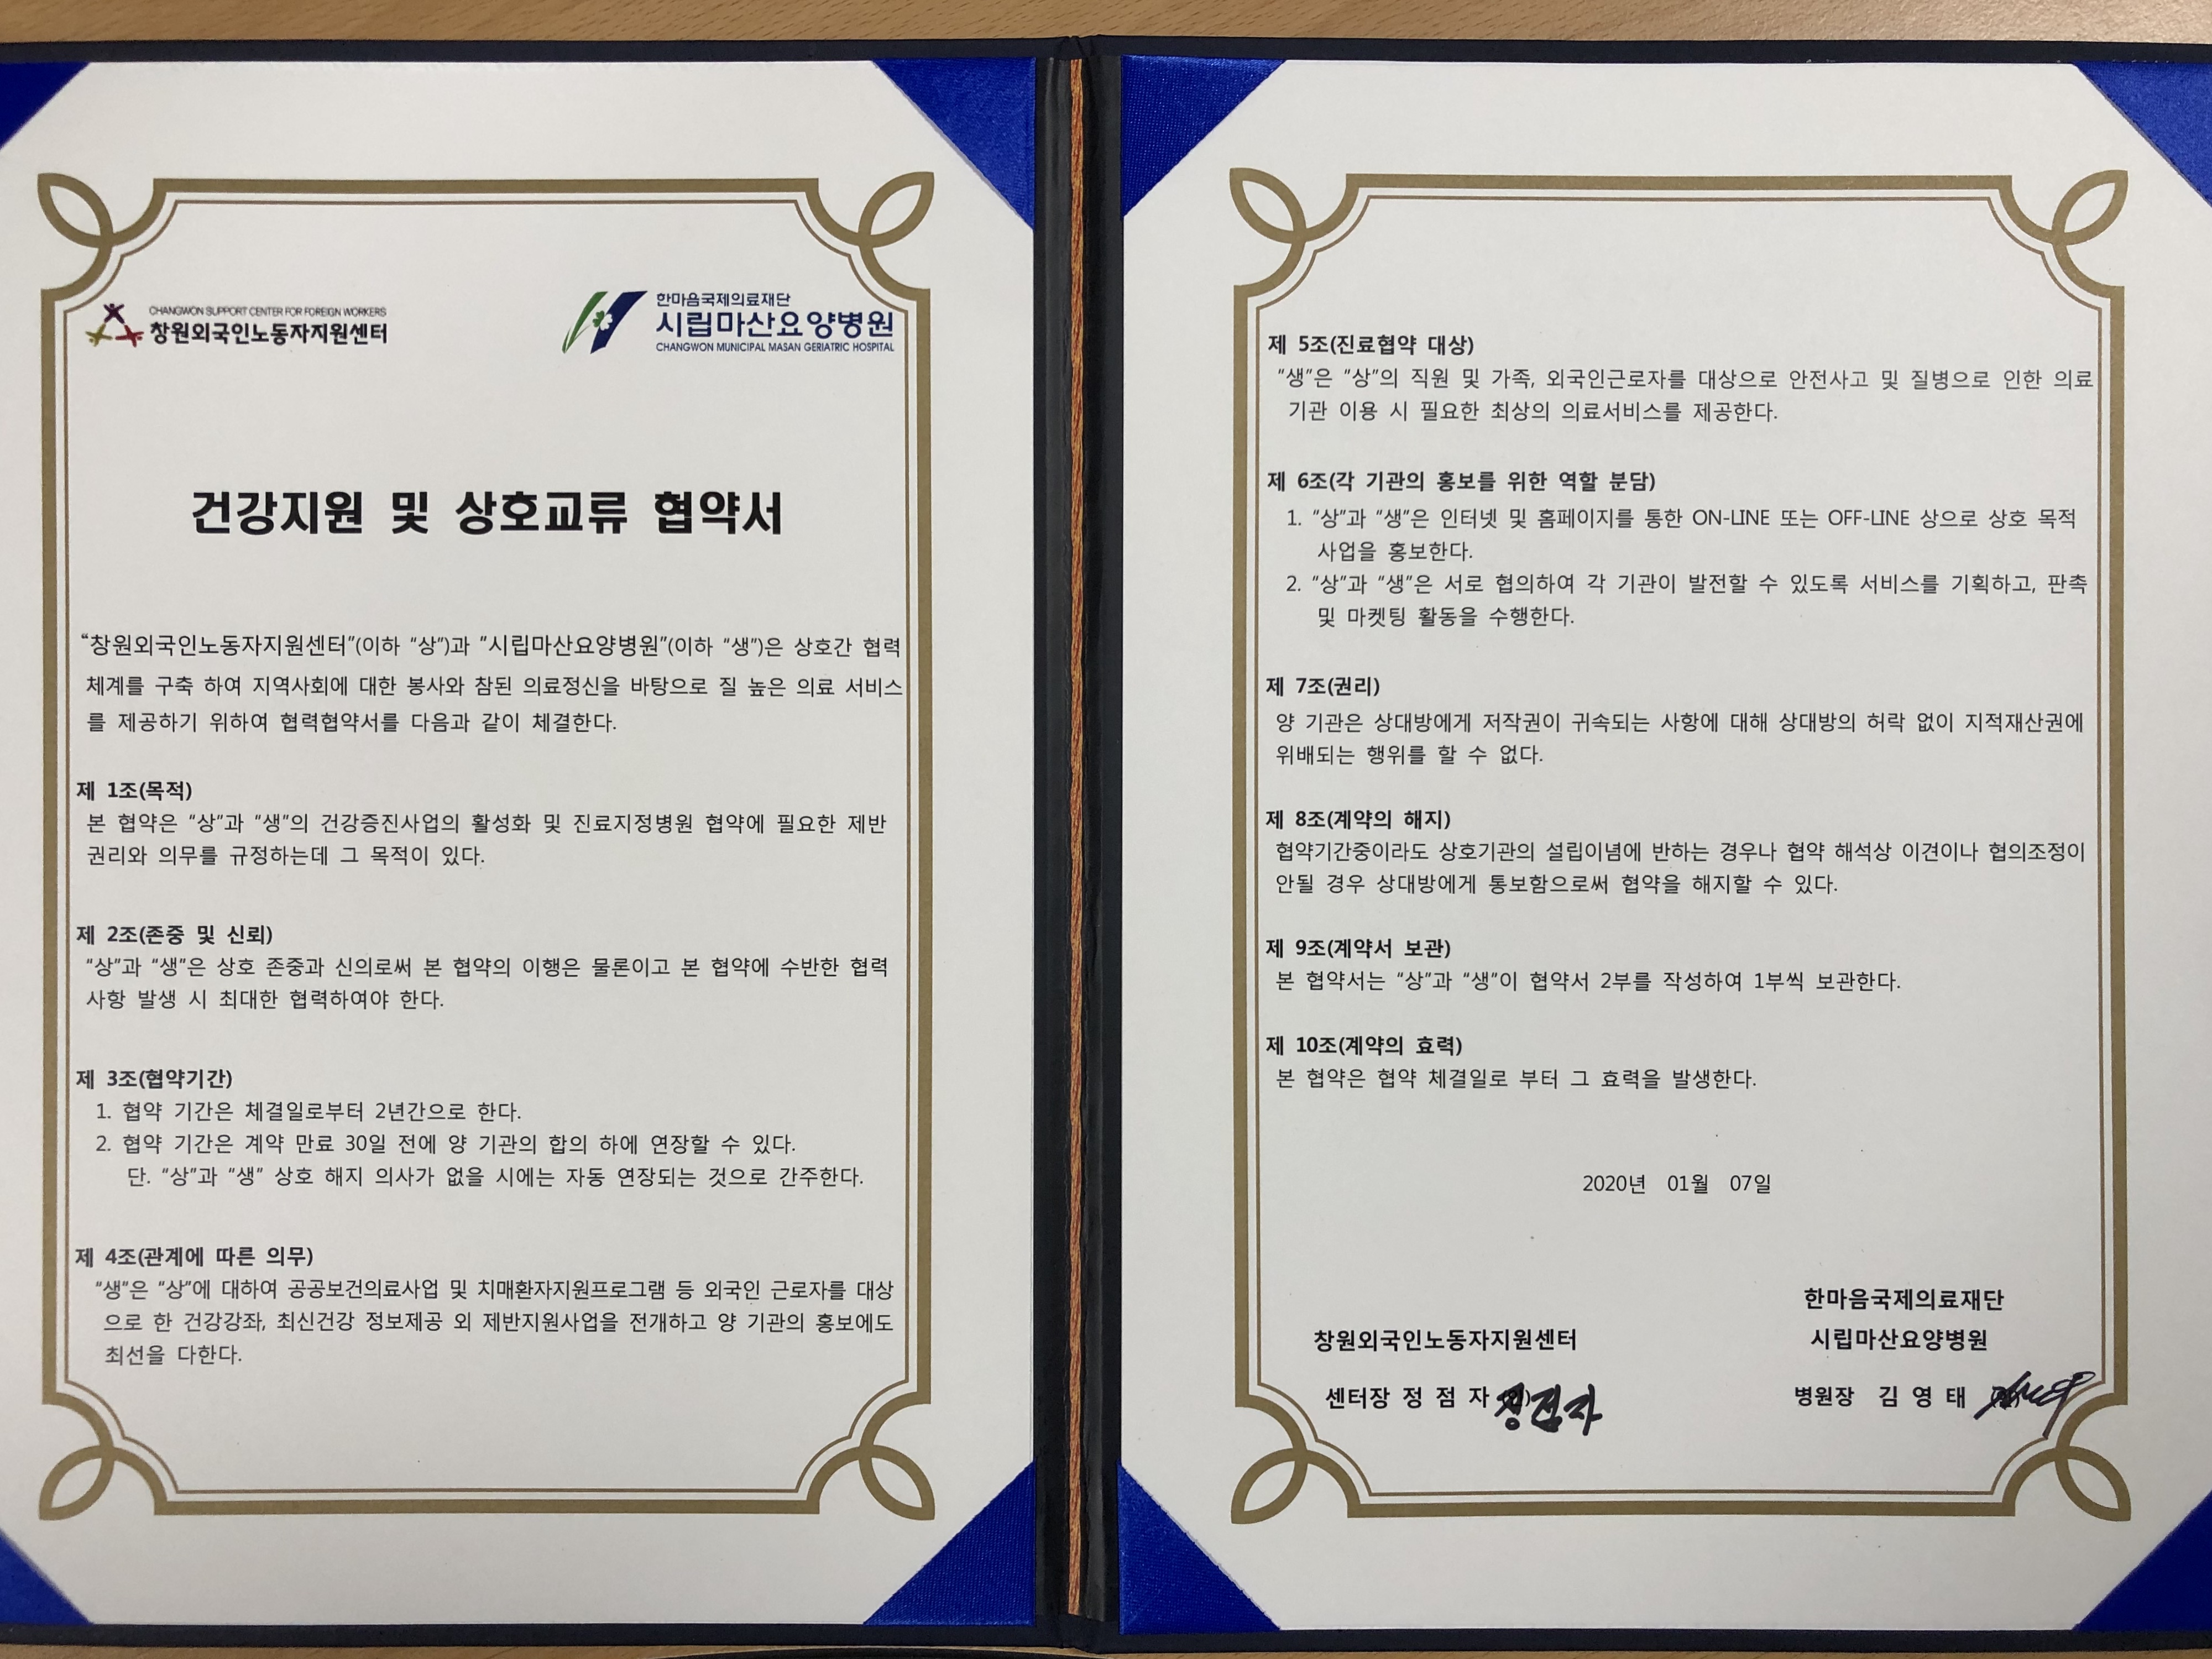 CHANGWON SUPPORT CENTER FOR FOREIGN WORKERS
창원외국인노동자지원센터
한마음국제의료재단
시립마산요양병원
CHANGWON MUNICIPAL MASAN GERIATRIC HOSPITAL
건강지원 및 상호교류 협약서
“창원외국인노동자지원센터”(이하 “상”)과 “시립마산요양병원”(이하 “생”)은 상호간 협력
체계를 구축 하여 지역사회에 대한 봉사와 참된 의료정신을 바탕으로 질 높은 의료 서비스
를 제공하기 위하여 협력협약서를 다음과 같이 체결한다.
제 1조(목적)
본 협약은 “상”과 “생”의 건강증진사업의 활성화 및 진료지정병원 협약에 필요한 제반
권리와 의무를 규정하는데 그 목적이 있다.
제 2조(존중 및 신뢰)
“상”과 “생”은 상호 존중과 신의로써 본 협약의 이행은 물론이고 본 협약에 수반한 협력
사항 발생 시 최대한 협력하여야 한다.
제 3조(협약기간)
1. 협약 기간은 체결일로부터 2년간으로 한다.
2. 협약 기간은 계약 만료 30일 전에 양 기관의 합의 하에 연장할 수 있다.
단. “상”과 “생” 상호 해지 의사가 없을 시에는 자동 연장되는 것으로 간주한다.
제 4조(관계에 따른 의무)
“생”은 “상”에 대하여 공공보건의료사업 및 치매환자지원프로그램 등 외국인 근로자를 대상
으로 한 건강강좌, 최신건강 정보제공 외 제반지원사업을 전개하고 양 기관의 홍보에도
최선을 다한다.
제 5조(진료협약 대상)
“생”은 “상”의 직원 및 가족, 외국인근로자를 대상으로 안전사고 및 질병으로 인한 의료
기관 이용 시 필요한 최상의 의료서비스를 제공한다.
제 6조(각 기관의 홍보를 위한 역할 분담)
1. “상”과 “생”은 인터넷 및 홈페이지를 통한 ON-LINE 또는 OFF-LINE 상으로 상호 목적
사업을 홍보한다.
2. “상”과 “생”은 서로 협의하여 각 기관이 발전할 수 있도록 서비스를 기획하고, 판촉
및 마켓팅 활동을 수행한다.
제 7조(권리)
양 기관은 상대방에게 저작권이 귀속되는 사항에 대해 상대방의 허락 없이 지적재산권에
위배되는 행위를 할 수 없다.
제 8조(계약의 해지)
협약기간중이라도 상호기관의 설립이념에 반하는 경우나 협약 해석상 이견이나 협의조정이
안될 경우 상대방에게 통보함으로써 협약을 해지할 수 있다.
제 9조(계약서 보관)
본 협약서는 “상”과 “생”이 협약서 2부를 작성하여 1부씩 보관한다.
제 10조(계약의 효력)
본 협약은 협약 체결일로 부터 그 효력을 발생한다.
2020년 01월 07일
창원외국인노동자지원센터
센터장 정 점 자 (인)
정점자
한마음국제의료재단
시립마산요양병원
병원장 김 영 태